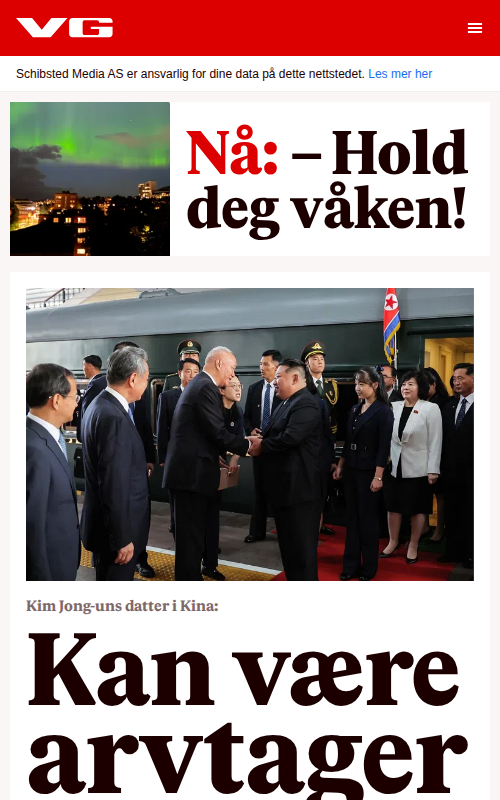 VG
Schibsted Media AS er ansvarlig for dine data på dette nettstedet. Les mer her
Nå: – Hold
deg våken!
Kim Jong-uns datter i Kina:
Kan være
arvtager